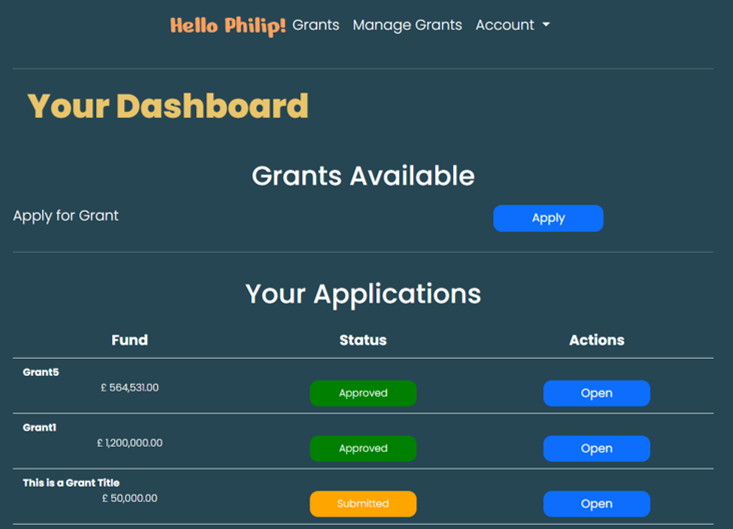 Hello Philip! Grants Manage Grants Account
Your Dashboard
Grants Available
Apply for Grant Apply
Your Applications
Fund Status Actions
Grant5
£ 564,531.00 Approved Open
Grant1
£ 1,200,000.00 Approved Open
This is a Grant Title
£ 50,000.00 Submitted Open